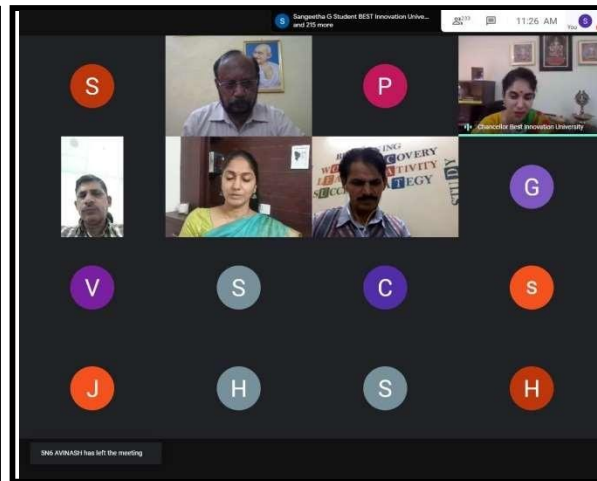 Sangeetha G Student BEST Innovation Unive...
and 215 more
233
11:26 AM
You
S
S
P
Chancellor Best Innovation University
G
V
S
C
s
J
H
S
H
SN6 AVINASH has left the meeting